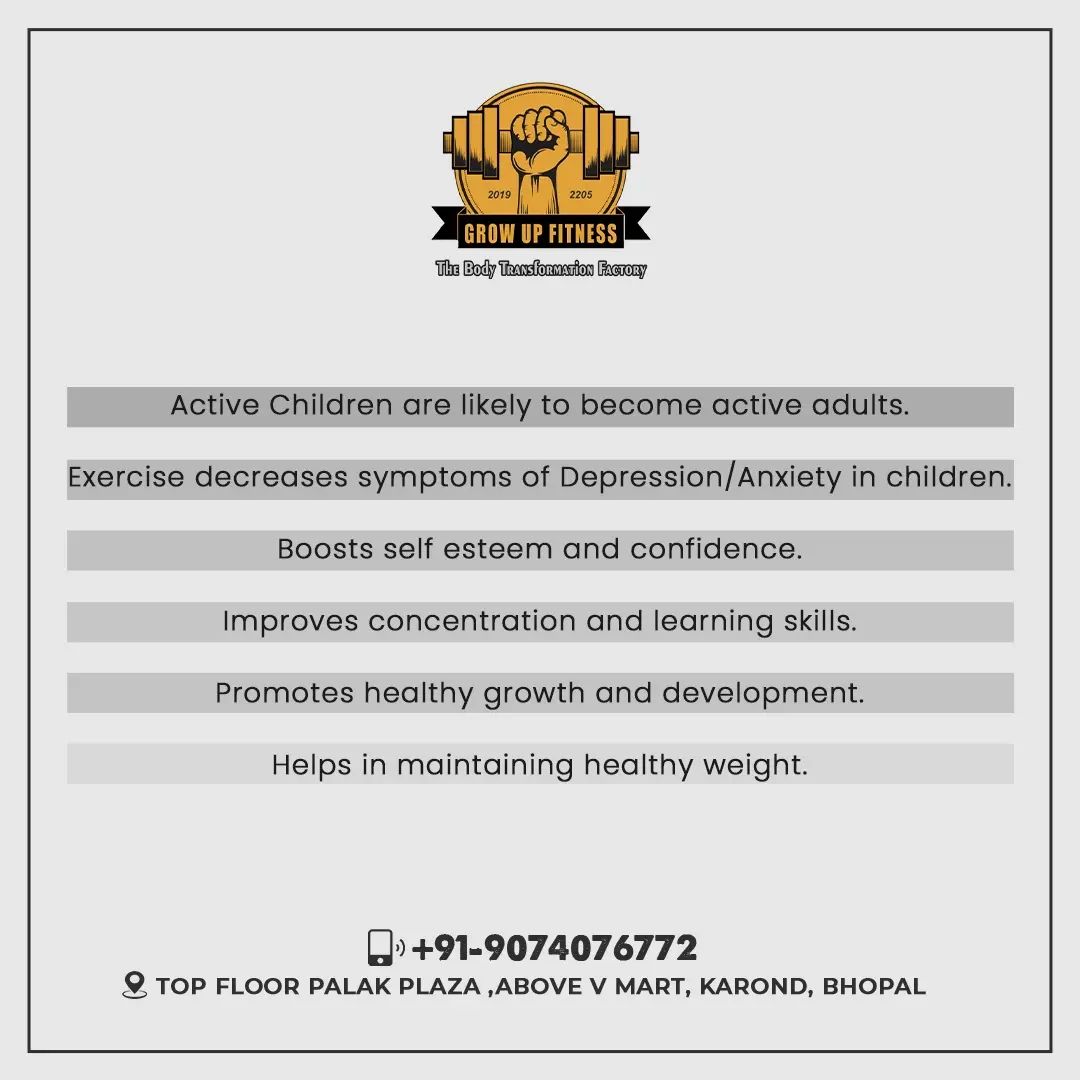 2019 2205
GROW UP FITNESS
The Body Transformation Factory
Active Children are likely to become active adults.
Exercise decreases symptoms of Depression/Anxiety in children.
Boosts self esteem and confidence.
Improves concentration and learning skills.
Promotes healthy growth and development.
Helps in maintaining healthy weight.
+91-9074076772
TOP FLOOR PALAK PLAZA ,ABOVE V MART, KAROND, BHOPAL